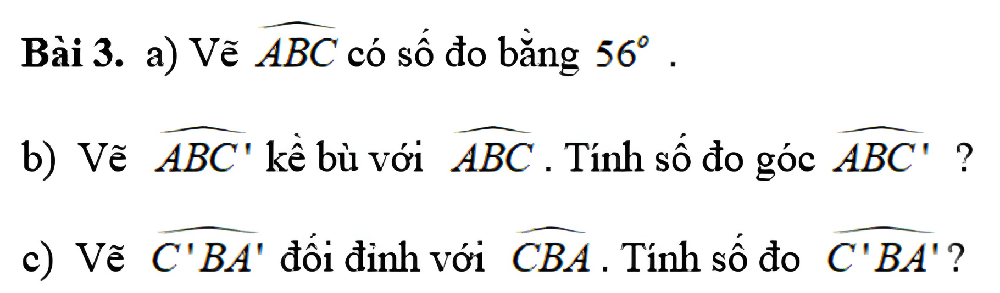 Bài 3. a) Vẽ \widehat{ABC} có số đo bằng 56° .
b) Vẽ \widehat{ABC'} kề bù với \widehat{ABC} . Tính số đo góc \widehat{ABC'} ?
c) Vẽ \widehat{C'BA'} đối đỉnh với \widehat{CBA} . Tính số đo \widehat{C'BA'} ?